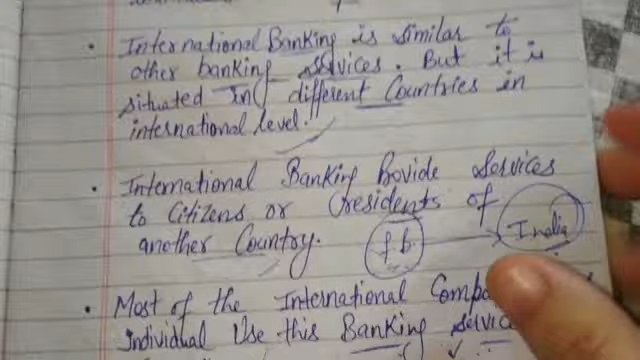 • International Banking is similar to
other banking services. But it is
situated In different Countries in
international level.
• International Banking Provide Services
to Citizens or residents of
another Country. f b. India
• Most of the International
Individual Use this Banking